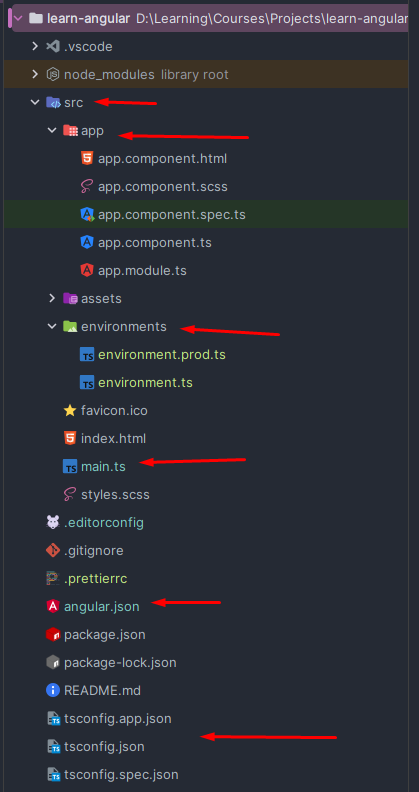 learn-angular D:\Learning\Courses\Projects\learn-angular
.vscode
node_modules library root
src
app
app.component.html
app.component.scss
app.component.spec.ts
app.component.ts
app.module.ts
assets
environments
environment.prod.ts
environment.ts
favicon.ico
index.html
main.ts
styles.scss
.editorconfig
.gitignore
.prettierrc
angular.json
package.json
package-lock.json
README.md
tsconfig.app.json
tsconfig.json
tsconfig.spec.json